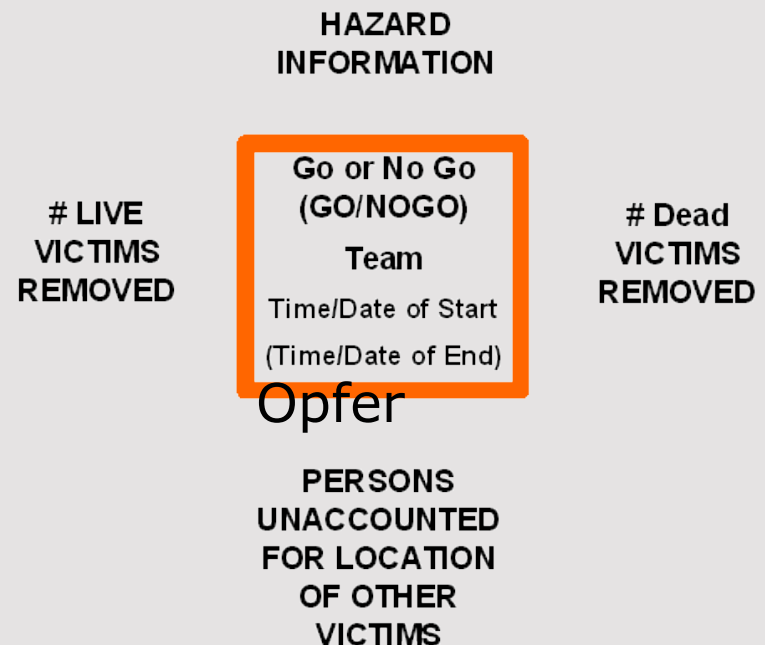 HAZARD
INFORMATION
Go or No Go
(GO/NOGO)
Team
Time/Date of Start
(Time/Date of End)
# LIVE
VICTIMS
REMOVED
# Dead
VICTIMS
REMOVED
Opfer
PERSONS
UNACCOUNTED
FOR LOCATION
OF OTHER
VICTIMS